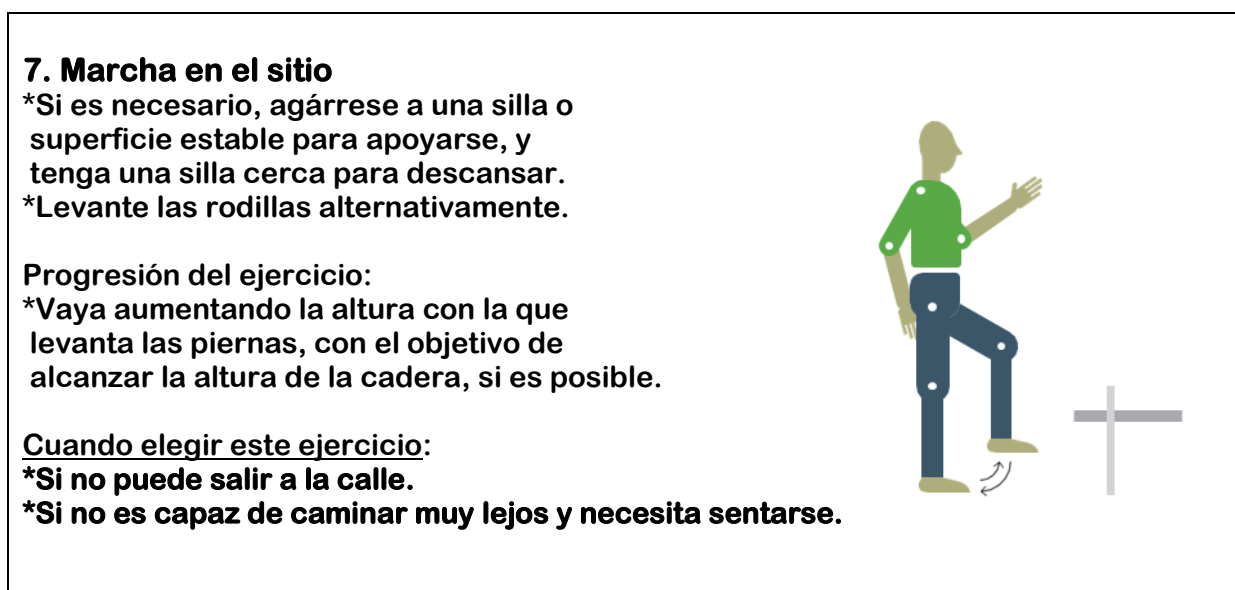 7. Marcha en el sitio
*Si es necesario, agárrese a una silla o
superficie estable para apoyarse, y
tenga una silla cerca para descansar.
*Levante las rodillas alternativamente.
Progresión del ejercicio:
*Vaya aumentando la altura con la que
levanta las piernas, con el objetivo de
alcanzar la altura de la cadera, si es posible.
Cuando elegir este ejercicio:
*Si no puede salir a la calle.
*Si no es capaz de caminar muy lejos y necesita sentarse.